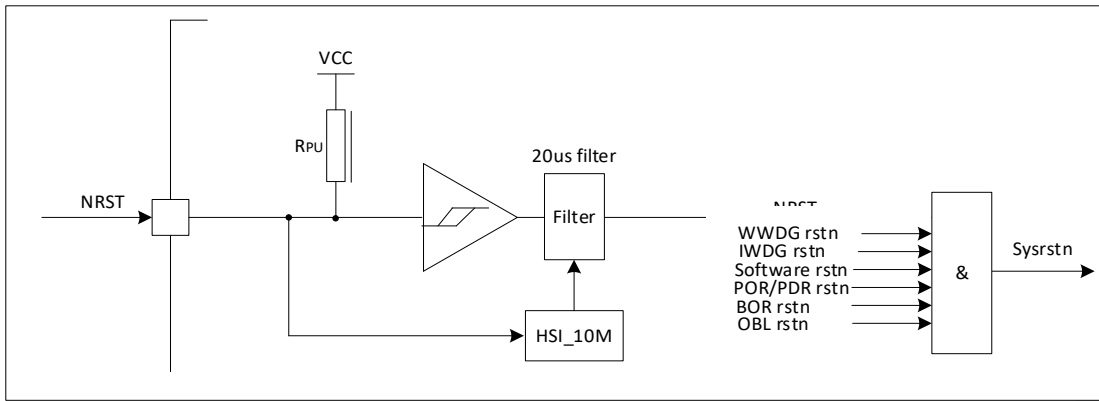 VCC
RPU
20us filter
NRST
Filter
HSI_10M
NRST
WWDG rstn
IWDG rstn
Software rstn
POR/PDR rstn
BOR rstn
OBL rstn
&
Sysrstn